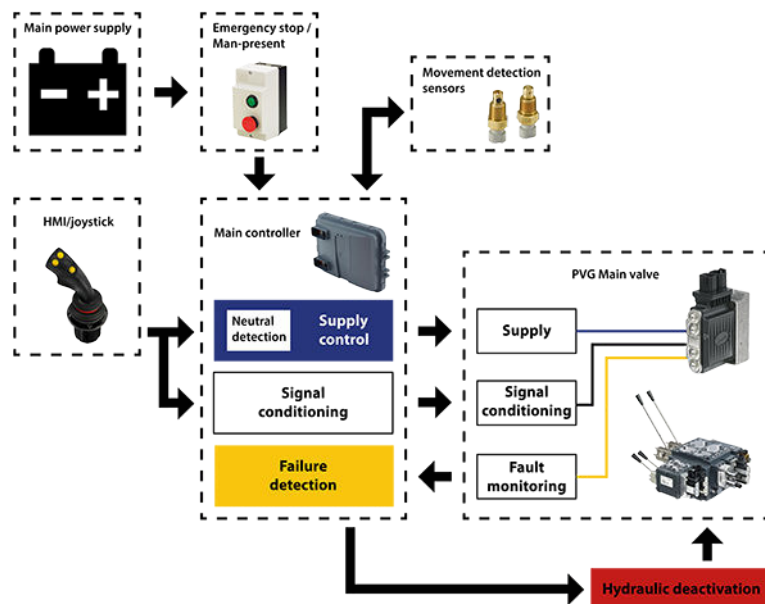 Main power supply
Emergency stop /
Man-present
Movement detection
sensors
HMI/joystick
Main controller
Neutral
detection
Supply
control
Signal
conditioning
Failure
detection
PVG Main valve
Supply
Signal
conditioning
Fault
monitoring
Hydraulic deactivation